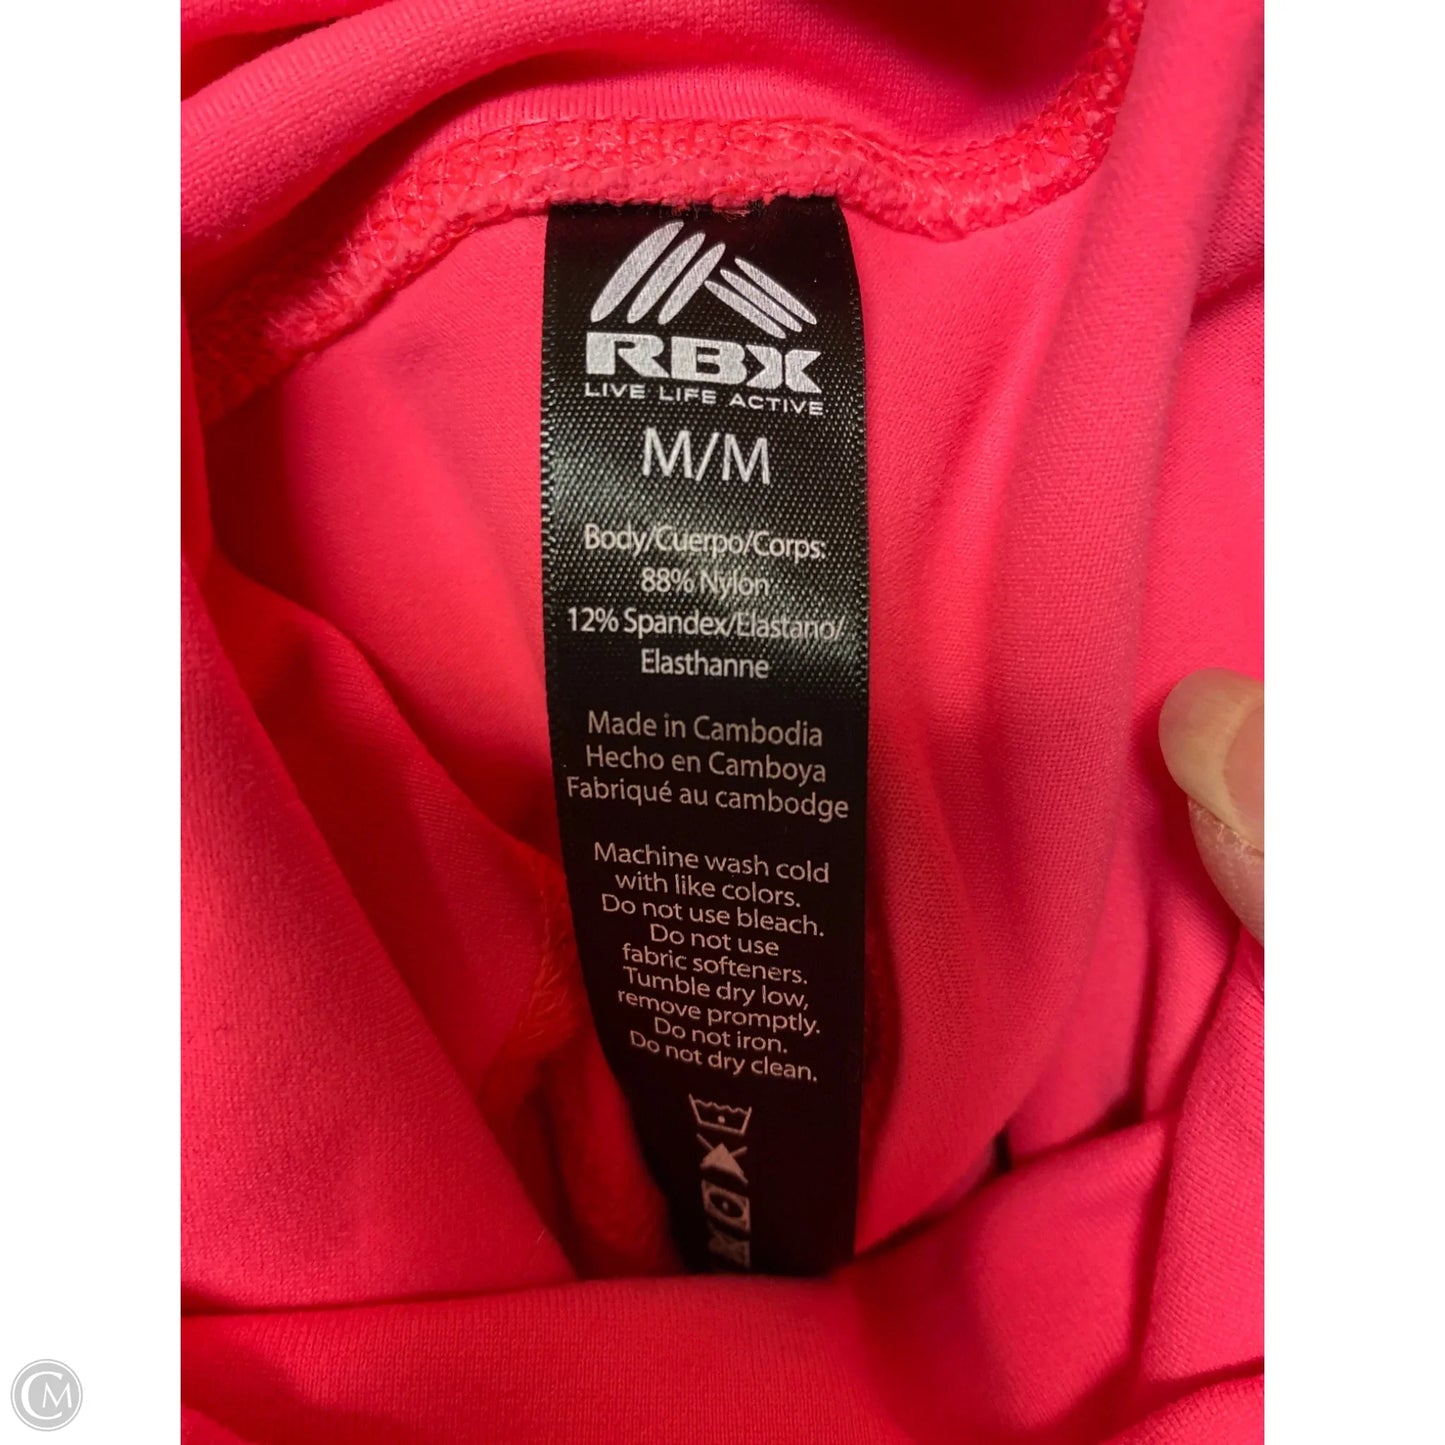 RBX
LIVE LIFE ACTIVE
M/M
Body/Cuerpo/Corps:
88% Nylon
12% Spandex/Elastano/
Elasthanne
Made in Cambodia
Hecho en Camboya
Fabriqué au cambodge
Machine wash cold
with like colors.
Do not use bleach.
Do not use
fabric softeners.
Tumble dry low,
remove promptly.
Do not iron.
Do not dry clean.
CM